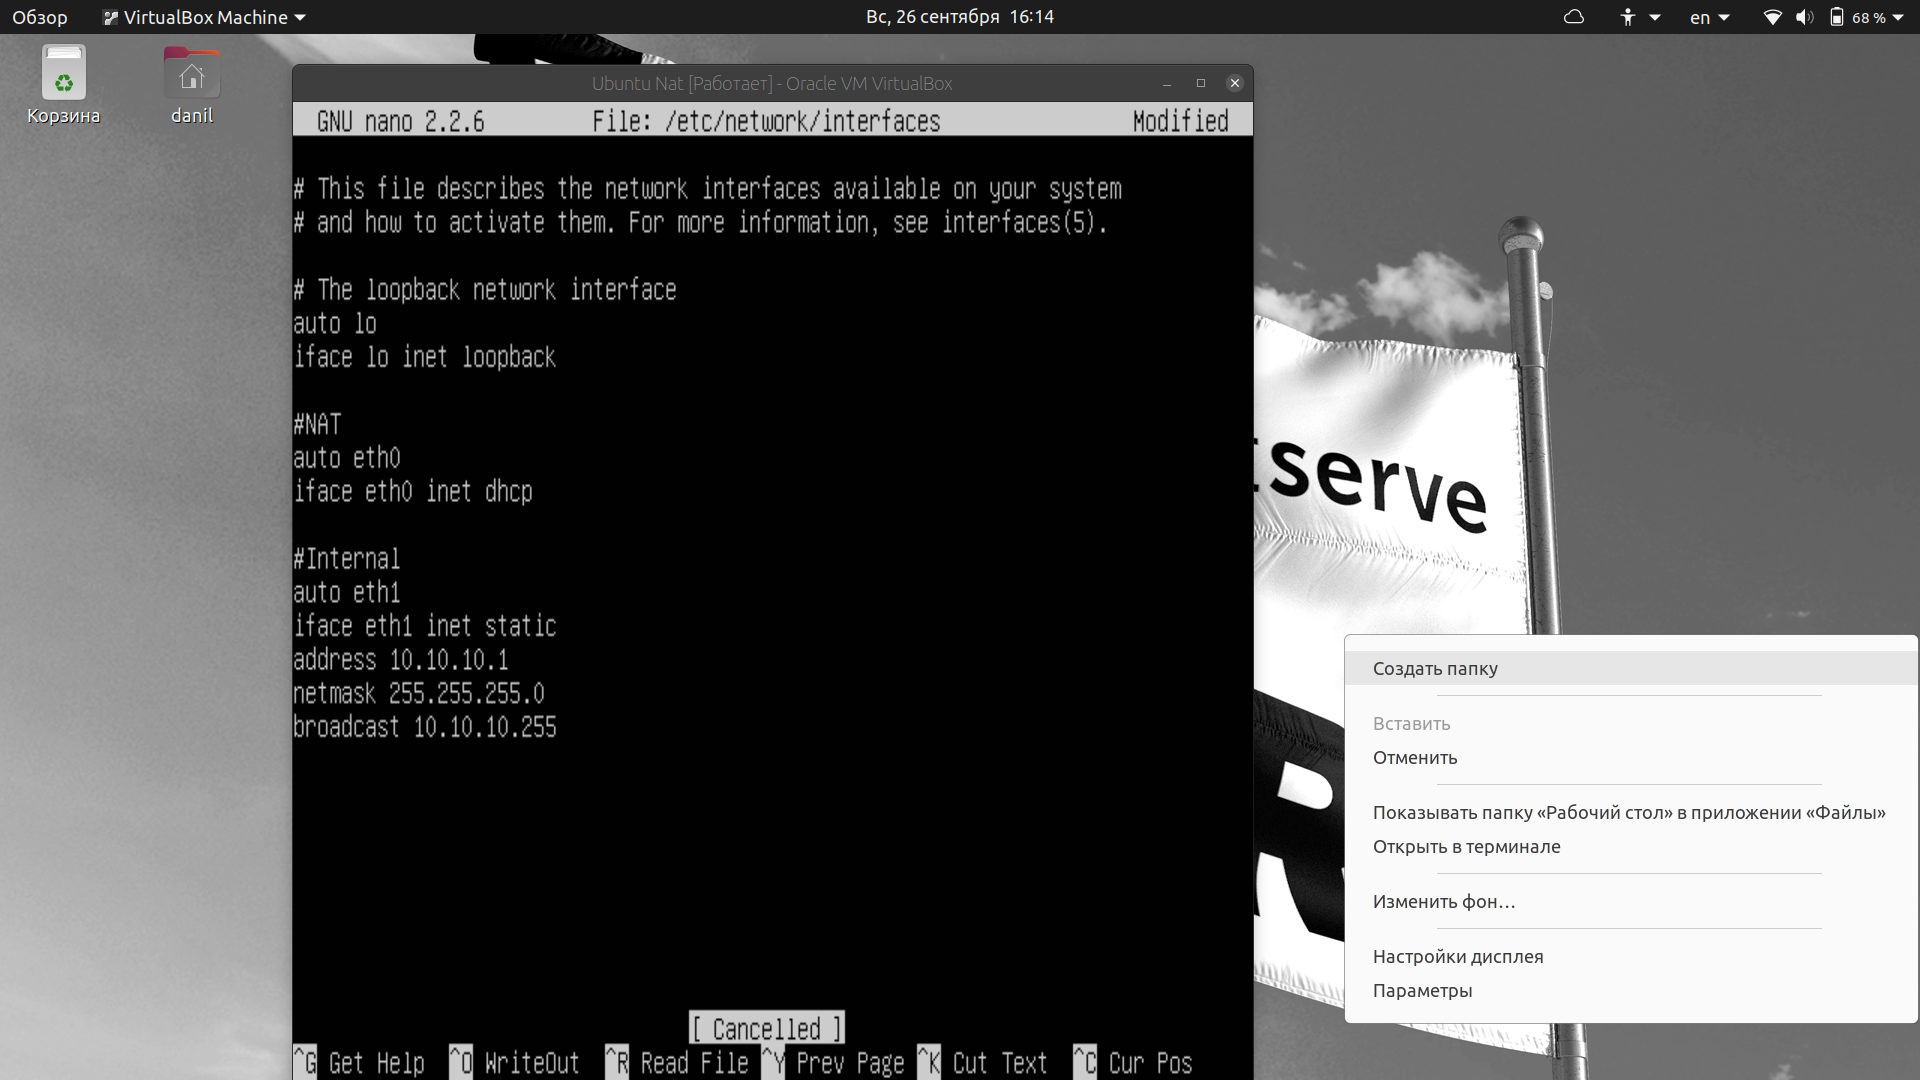 Обзор
VirtualBox Machine
Вс, 26 сентября 16:14
en
68 %
Корзина
danil
Ubuntu Nat [Работает] - Oracle VM VirtualBox
GNU nano 2.2.6 File: /etc/network/interfaces Modified
# This file describes the network interfaces available on your system
# and how to activate them. For more information, see interfaces(5).
# The loopback network interface
auto lo
iface lo inet loopback
#NAT
auto eth0
iface eth0 inet dhcp
#Internal
auto eth1
iface eth1 inet static
address 10.10.10.1
netmask 255.255.255.0
broadcast 10.10.10.255
[ Cancelled ]
^G Get Help ^O WriteOut ^R Read File ^Y Prev Page ^K Cut Text ^C Cur Pos
serve
R
Создать папку
Вставить
Отменить
Показывать папку «Рабочий стол» в приложении «Файлы»
Открыть в терминале
Изменить фон…
Настройки дисплея
Параметры